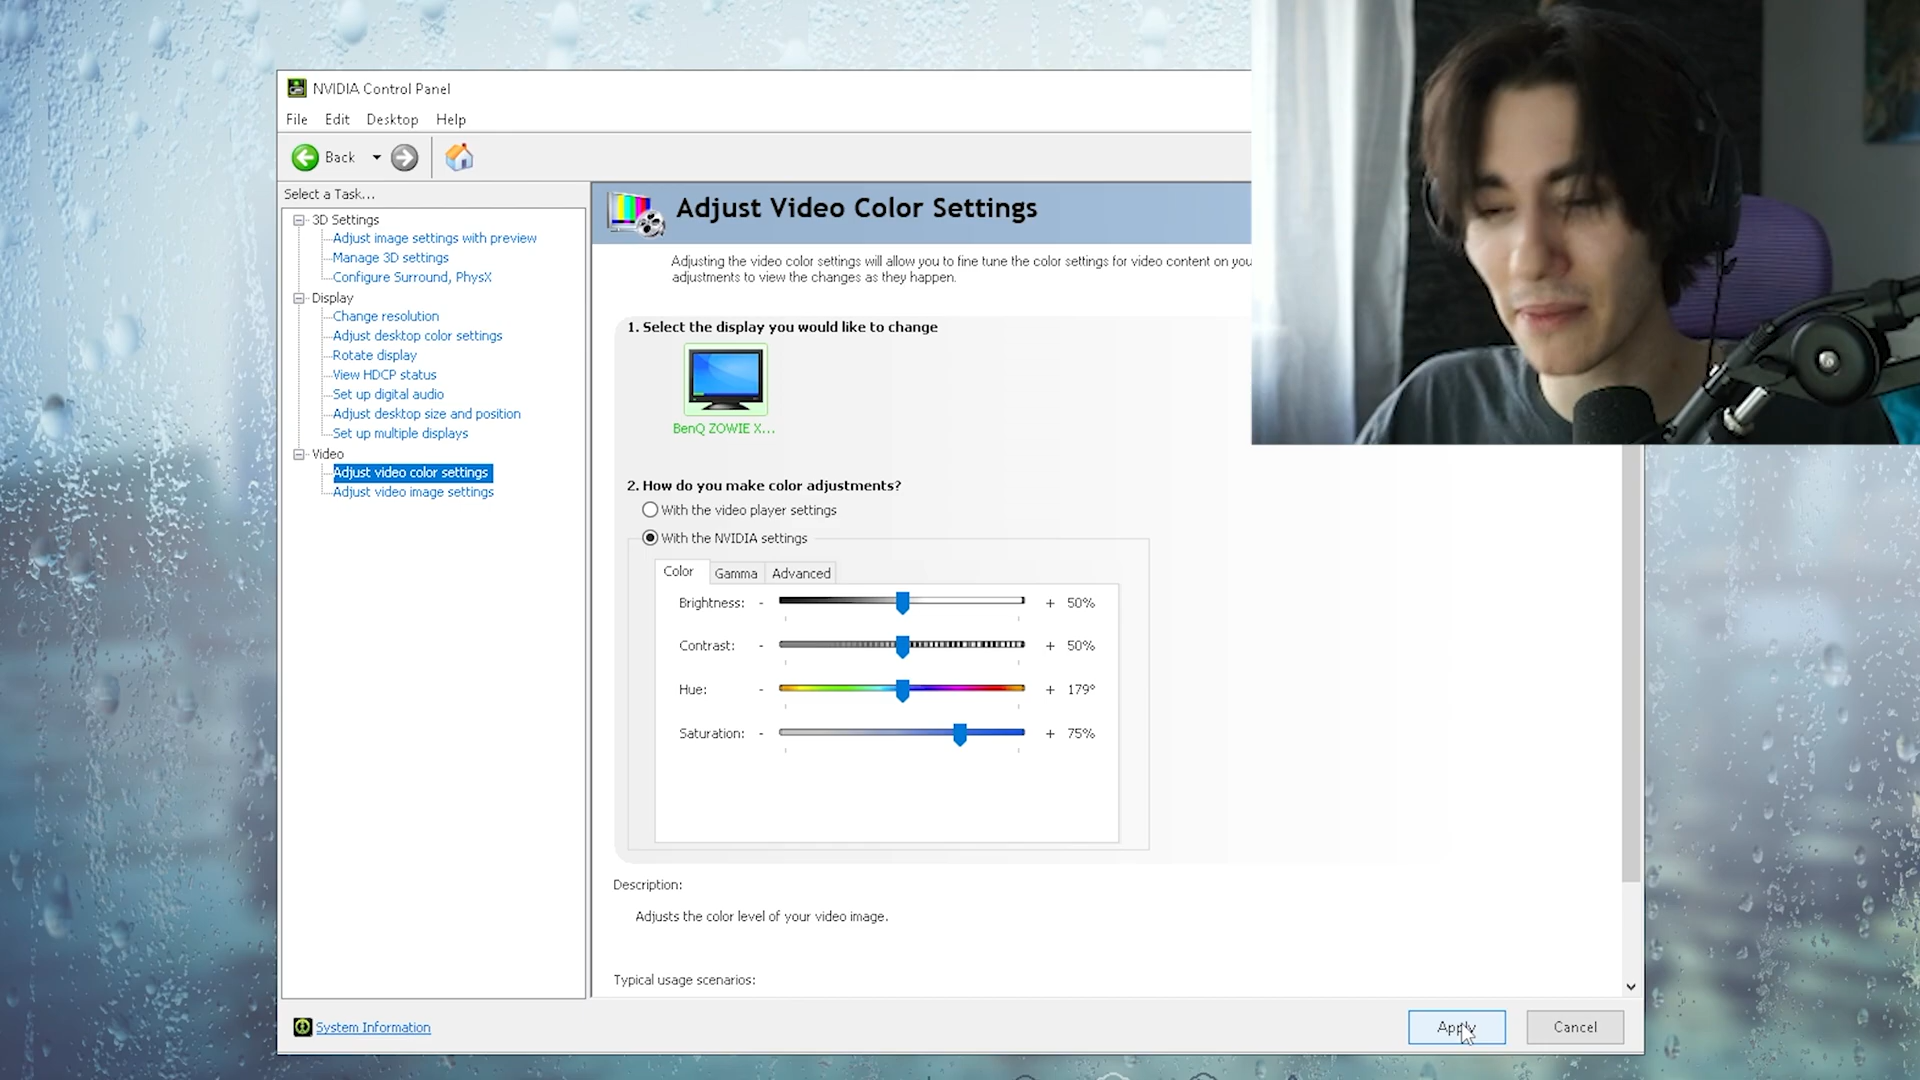 NVIDIA Control Panel
File Edit Desktop Help
Back
Select a Task...
3D Settings
Adjust image settings with preview
Manage 3D settings
Configure Surround, PhysX
Display
Change resolution
Adjust desktop color settings
Rotate display
View HDCP status
Set up digital audio
Adjust desktop size and position
Set up multiple displays
Video
Adjust video color settings
Adjust video image settings
System Information
Adjust Video Color Settings
Adjusting the video color settings will allow you to fine tune the color settings for video content on you
adjustments to view the changes as they happen.
1. Select the display you would like to change
BenQ ZOWIE X...
2. How do you make color adjustments?
With the video player settings
With the NVIDIA settings
Color Gamma Advanced
Brightness: - + 50%
Contrast: - + 50%
Hue: - + 179°
Saturation: - + 75%
Description:
Adjusts the color level of your video image.
Typical usage scenarios:
Apply Cancel